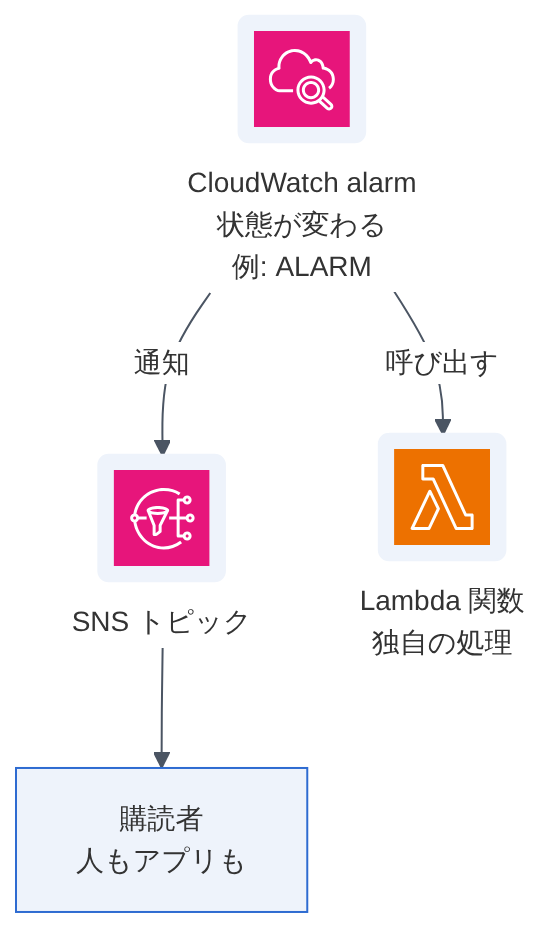 CloudWatch alarm
状態が変わる
例: ALARM
通知
呼び出す
SNS トピック
Lambda 関数
独自の処理
購読者
人もアプリも